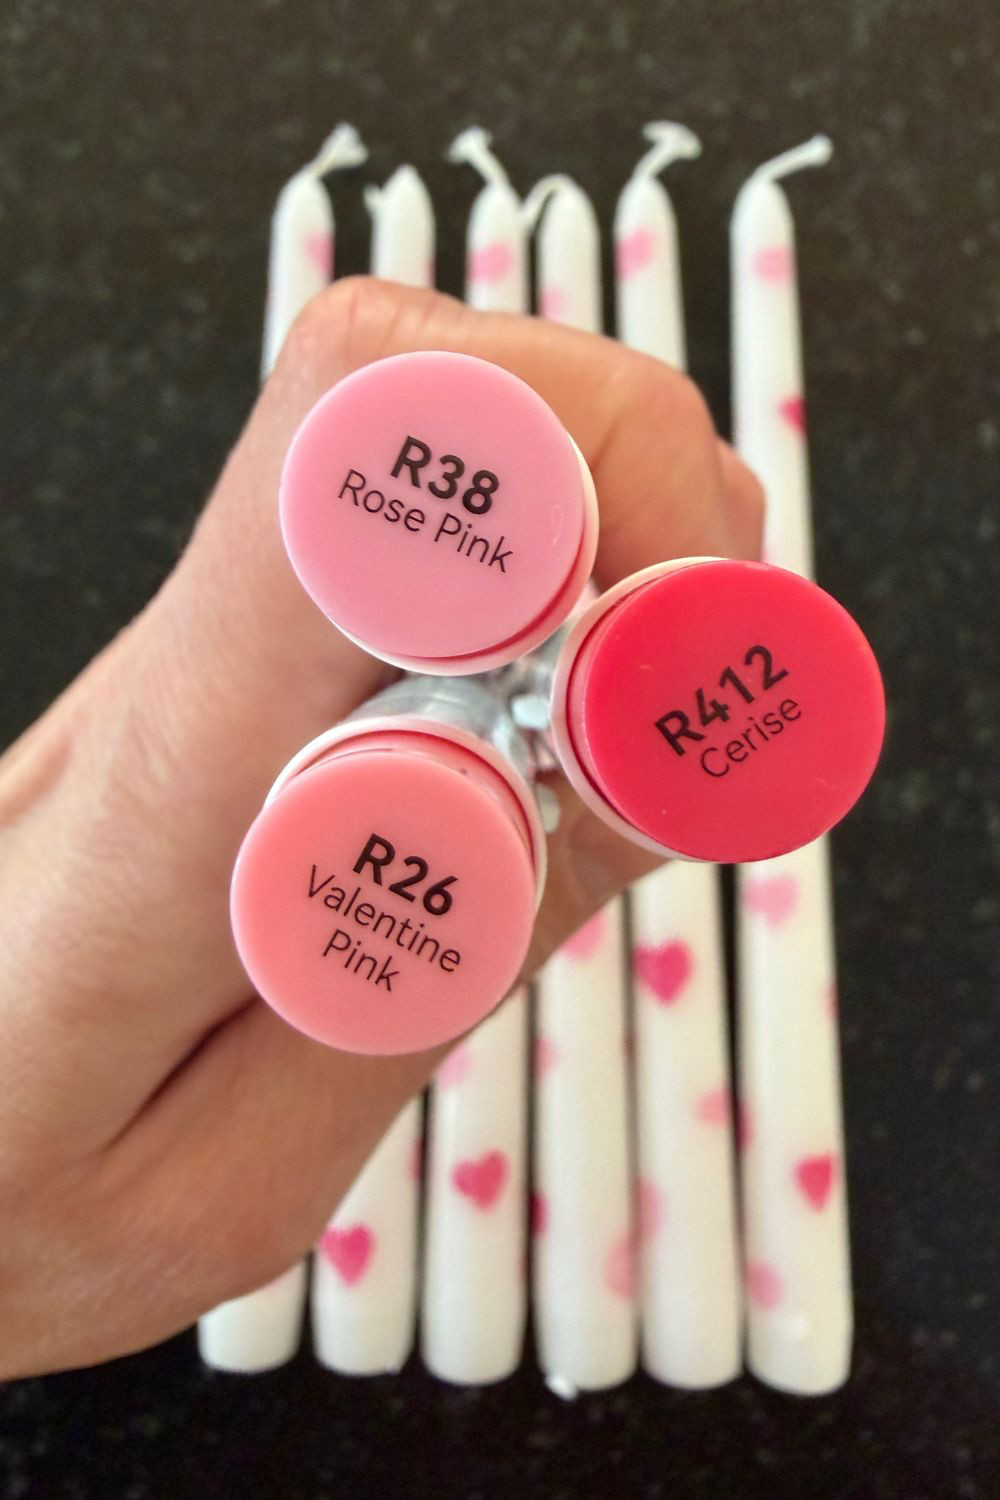 R38
Rose Pink
R412
Cerise
R26
Valentine
Pink